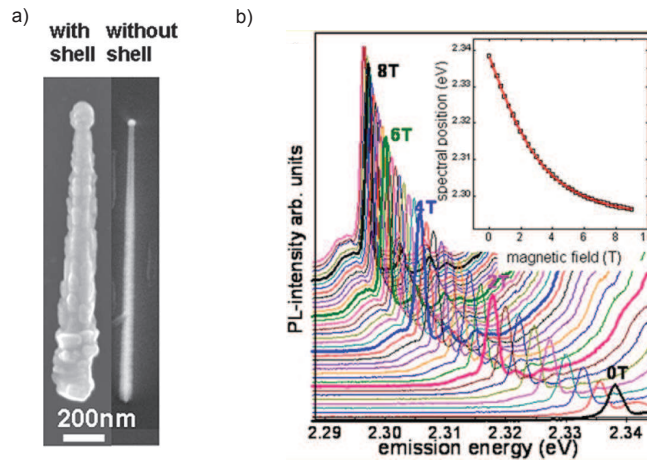 a)
with without
shell shell
200nm
b)
PL-intensity arb. units
8T
6T
4T
0T
2.29 2.30 2.31 2.32 2.33 2.34
emission energy (eV)
spectral position (eV)
2.34
2.33
2.32
2.31
2.30
0 2 4 6 8 1
magnetic field (T)